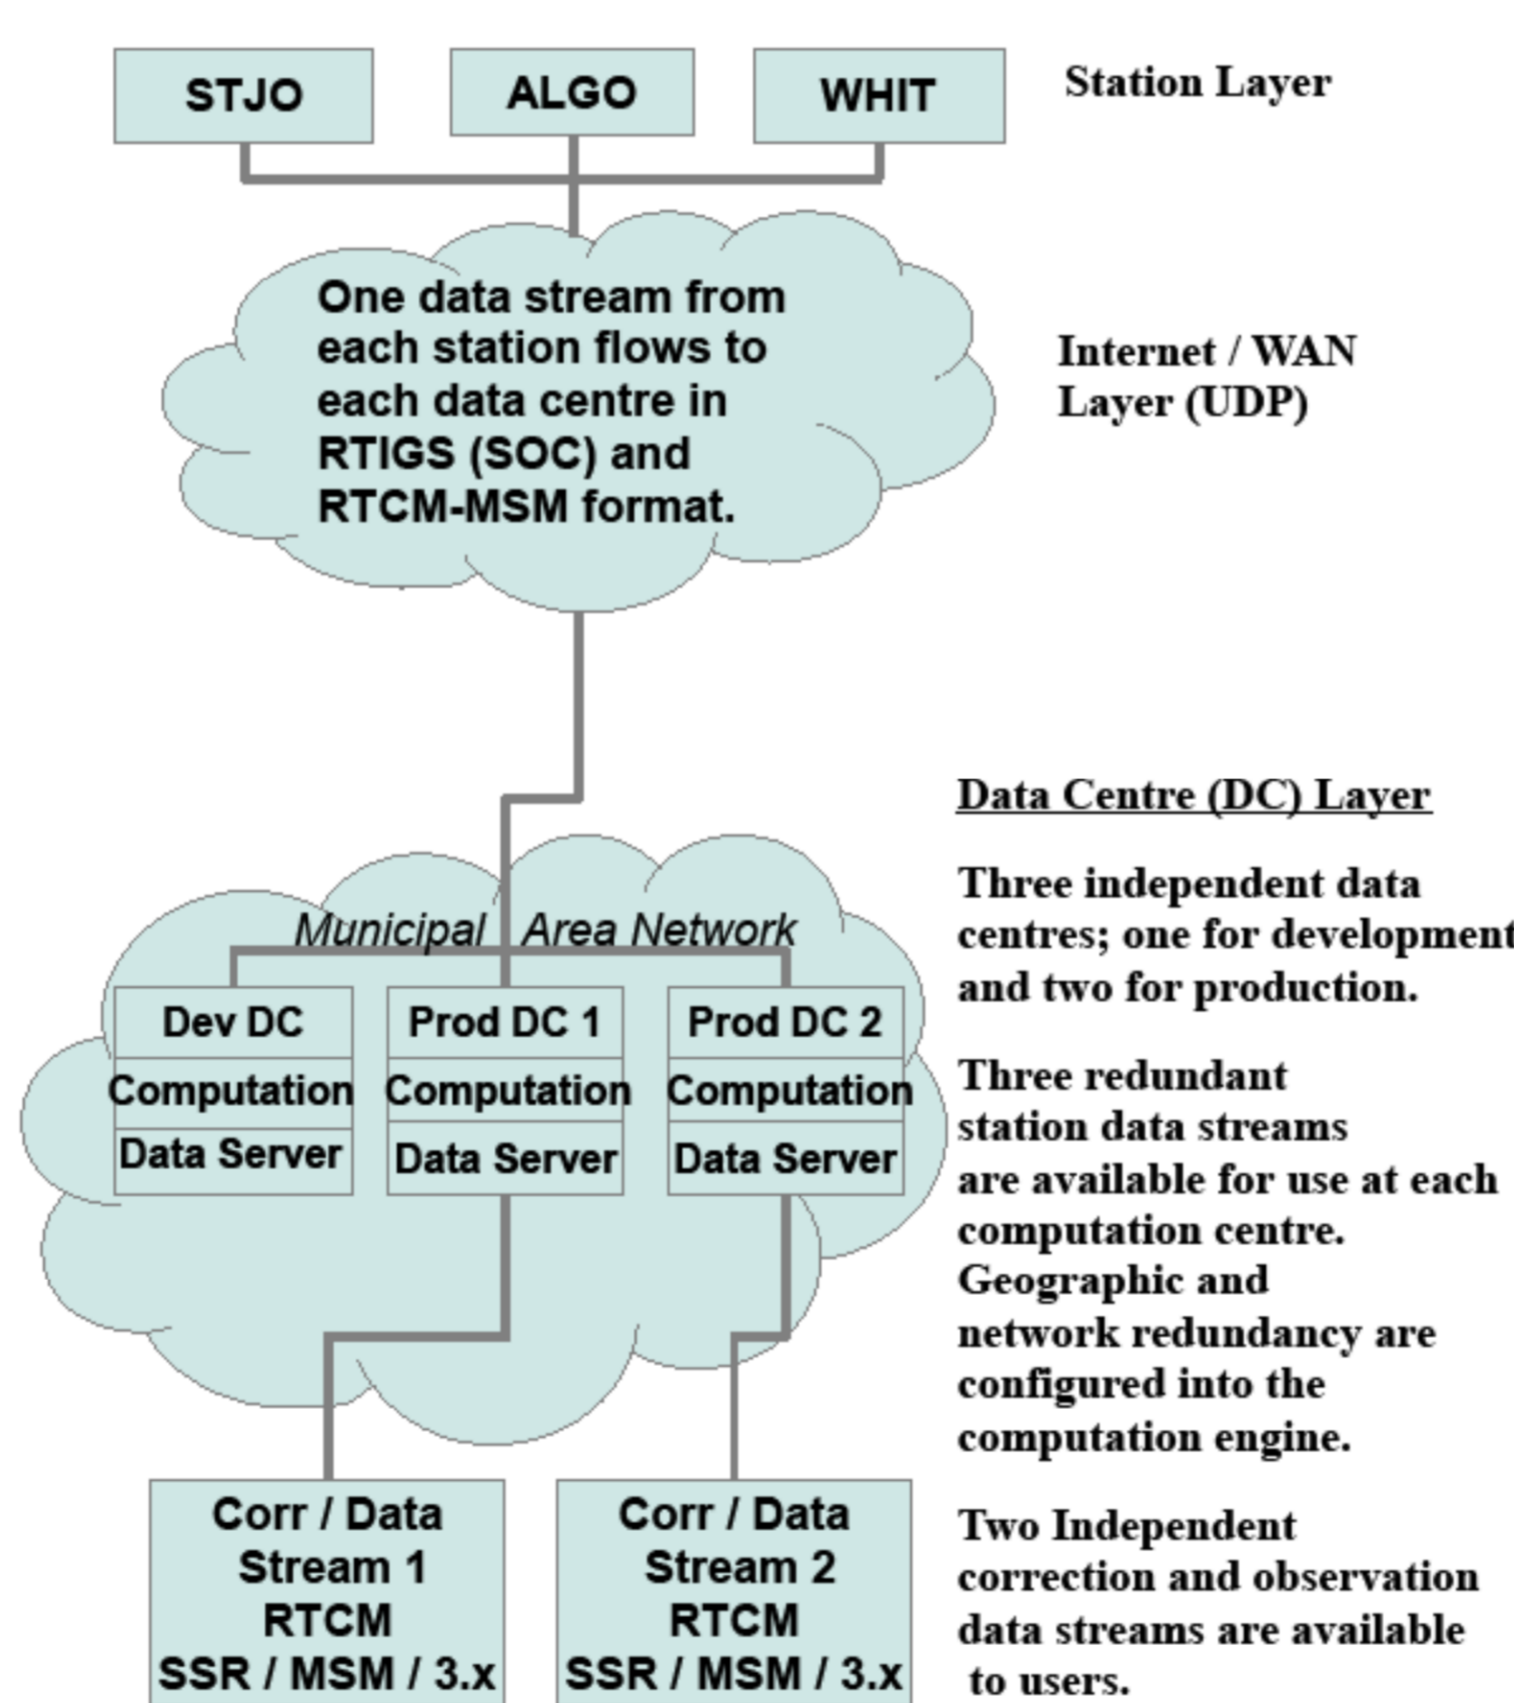 STJO
ALGO
WHIT
Station Layer
One data stream from
each station flows to
each data centre in
RTIGS (SOC) and
RTCM-MSM format.
Internet / WAN
Layer (UDP)
Data Centre (DC) Layer
Three independent data
centres; one for development
and two for production.
Three redundant
station data streams
are available for use at each
computation centre.
Geographic and
network redundancy are
configured into the
computation engine.
Two Independent
correction and observation
data streams are available
to users.
Municipal Area Network
Dev DC
Computation
Data Server
Prod DC 1
Computation
Data Server
Prod DC 2
Computation
Data Server
Corr / Data
Stream 1
RTCM
SSR / MSM / 3.x
Corr / Data
Stream 2
RTCM
SSR / MSM / 3.x